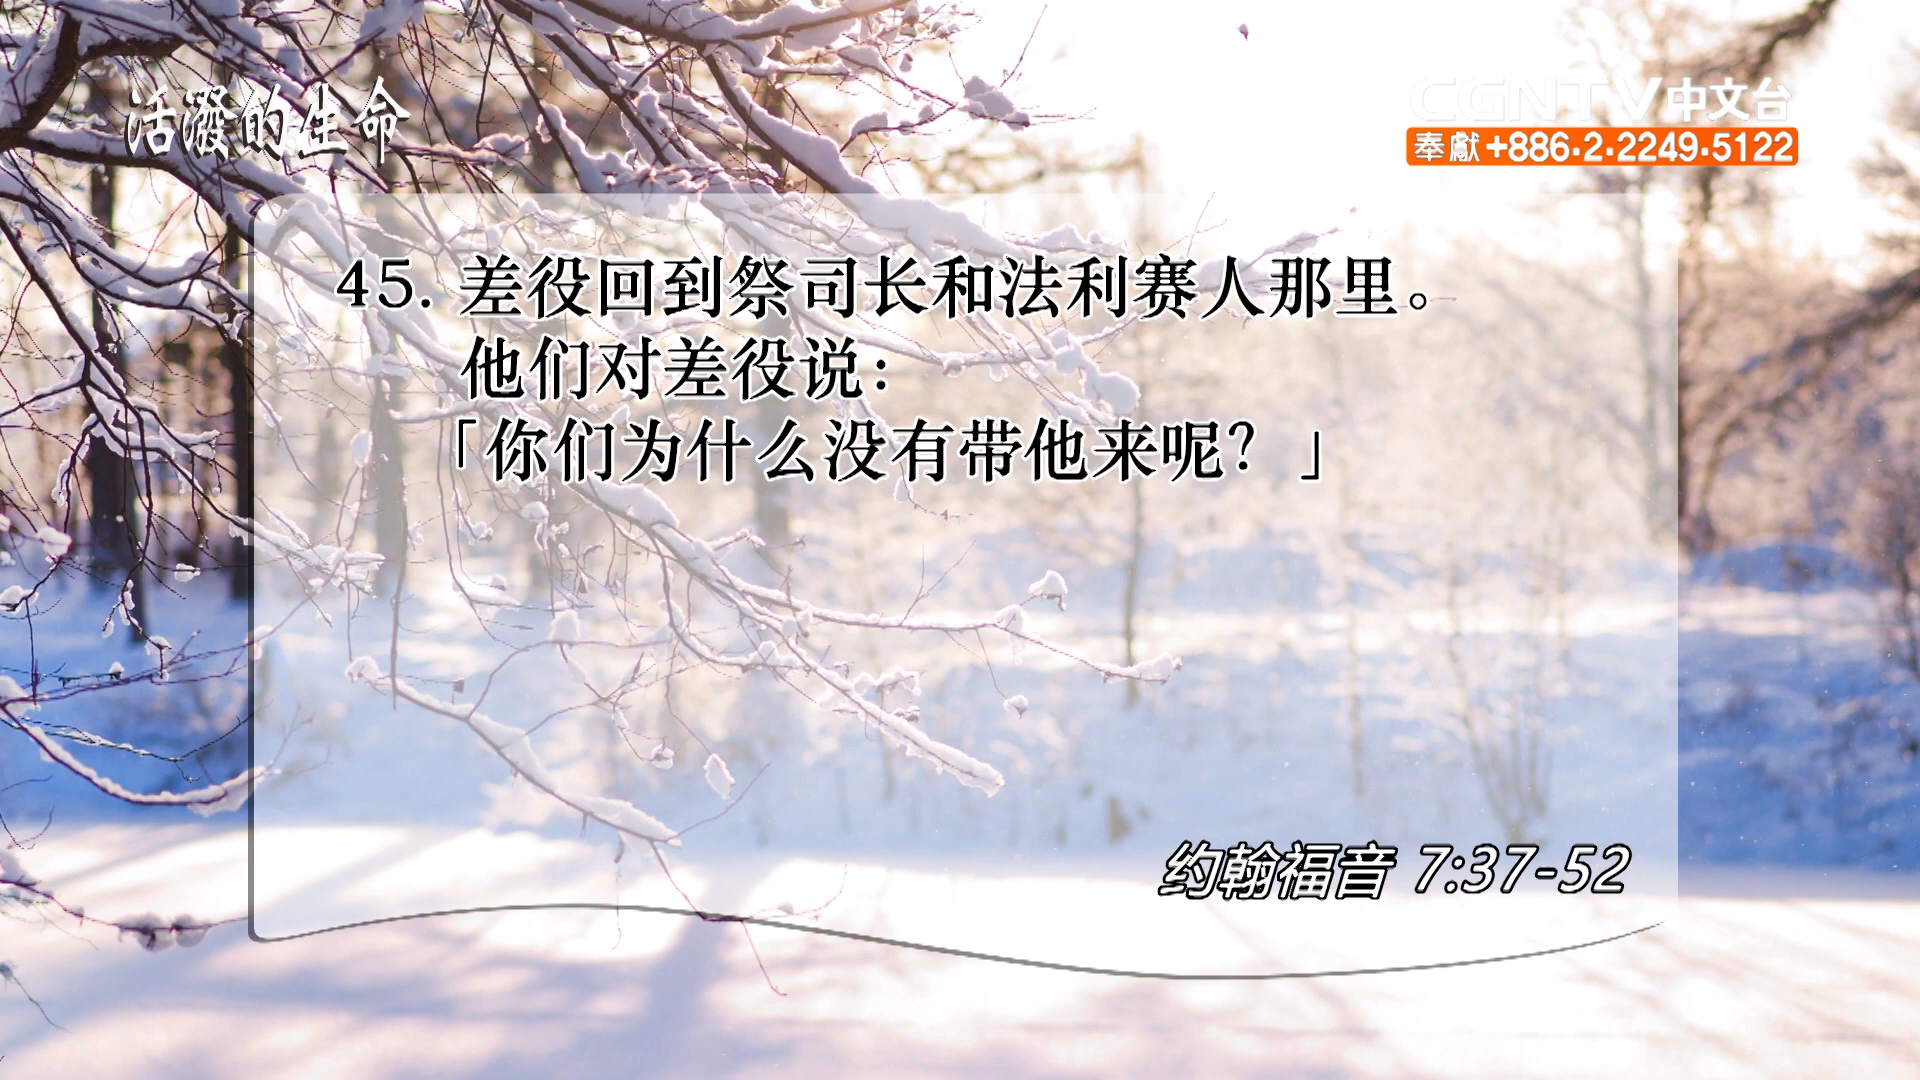 活潑的生命
CGNTV中文台
奉獻+886·2·2249·5122
45. 差役回到祭司长和法利赛人那里。
他们对差役说：
「你们为什么没有带他来呢？」
约翰福音 7:37-52